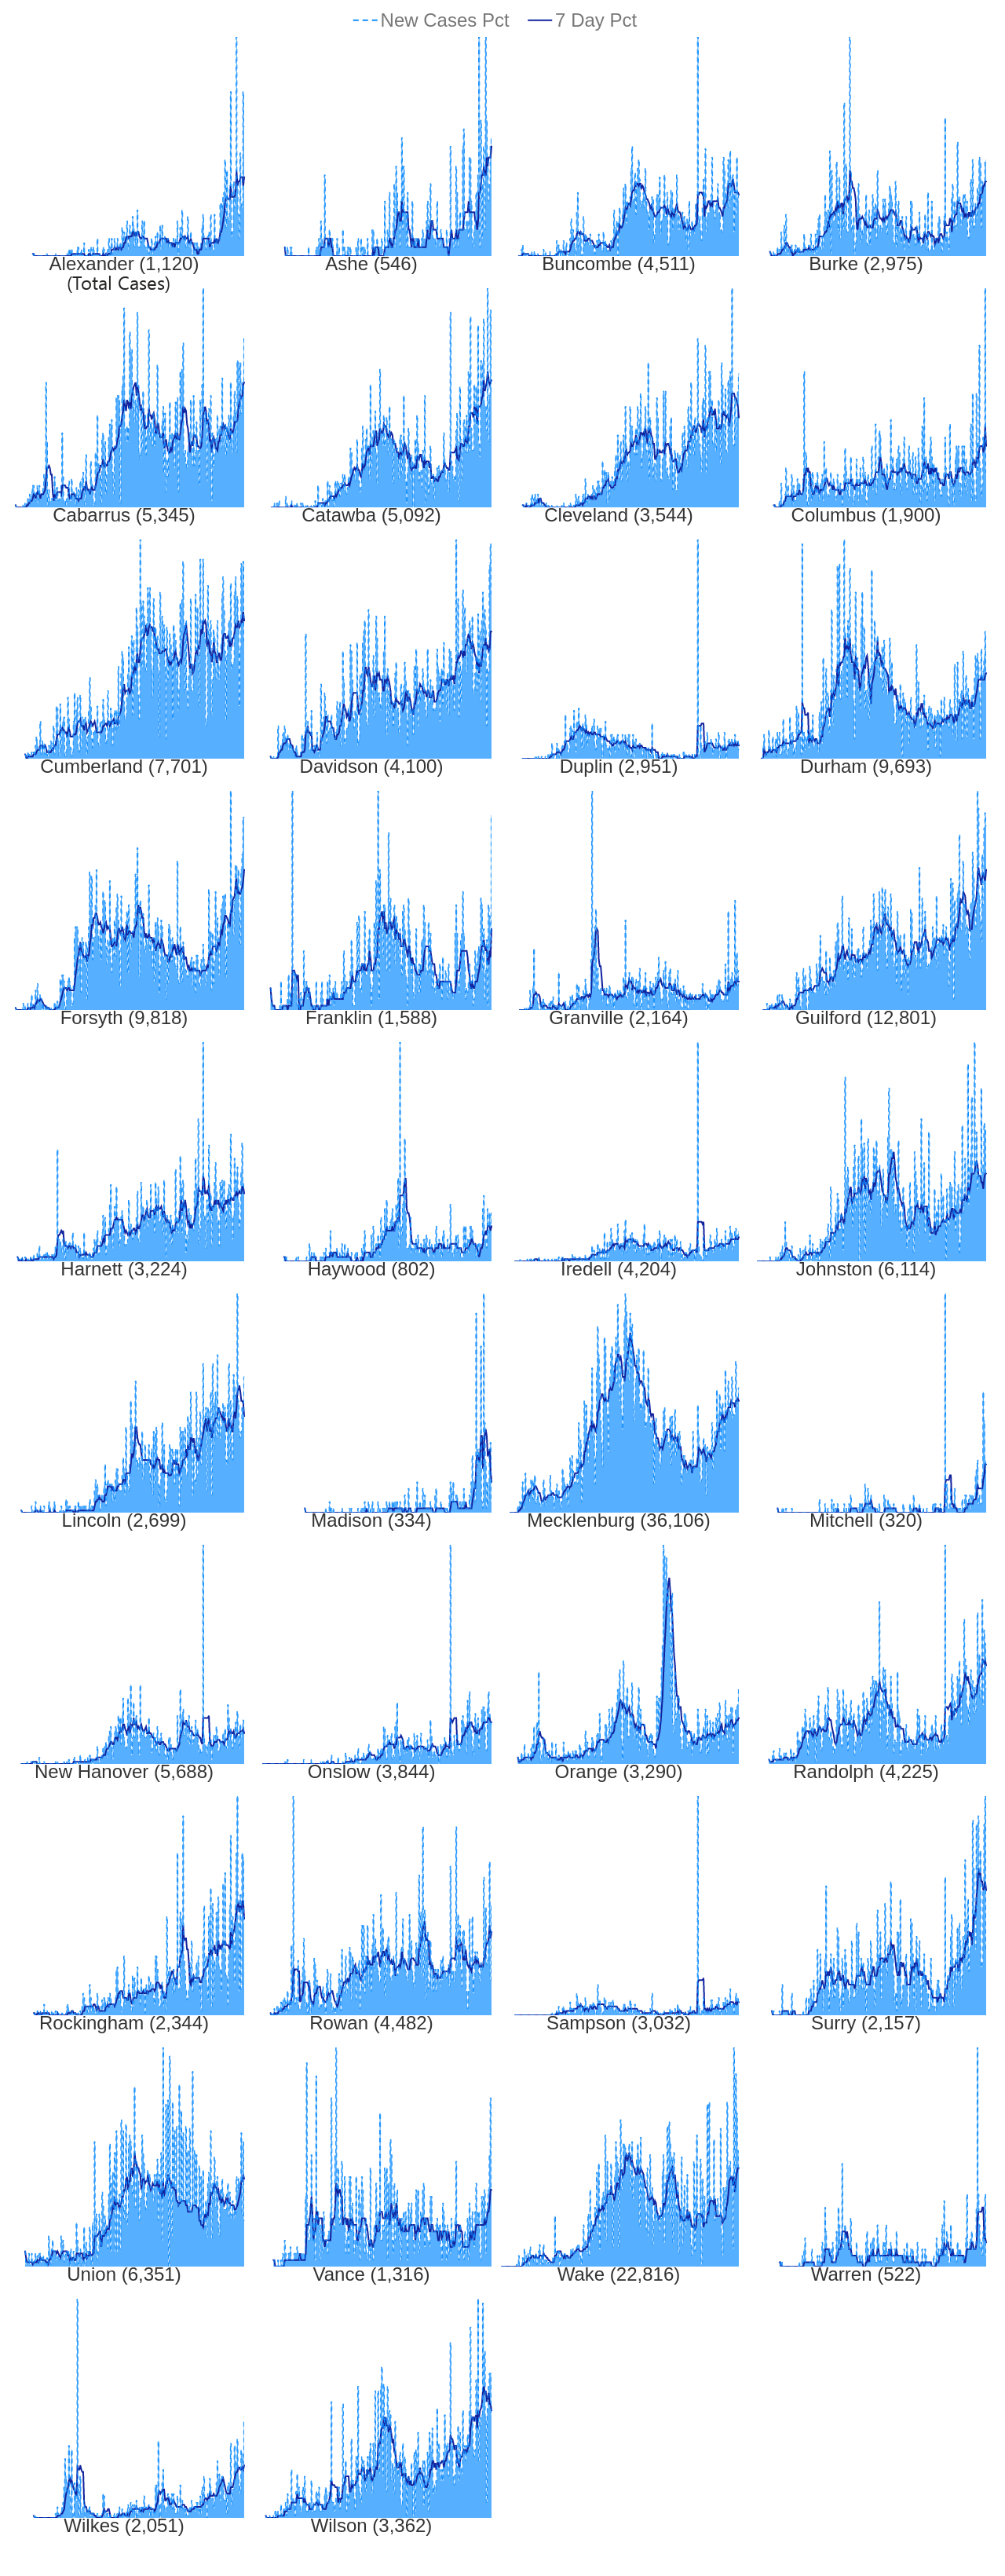 New Cases Pct 7 Day Pct
Alexander (1,120) Ashe (546) Buncombe (4,511) Burke (2,975)
(Total Cases)
Cabarrus (5,345) Catawba (5,092) Cleveland (3,544) Columbus (1,900)
Cumberland (7,701) Davidson (4,100) Duplin (2,951) Durham (9,693)
Forsyth (9,818) Franklin (1,588) Granville (2,164) Guilford (12,801)
Harnett (3,224) Haywood (802) Iredell (4,204) Johnston (6,114)
Lincoln (2,699) Madison (334) Mecklenburg (36,106) Mitchell (320)
New Hanover (5,688) Onslow (3,844) Orange (3,290) Randolph (4,225)
Rockingham (2,344) Rowan (4,482) Sampson (3,032) Surry (2,157)
Union (6,351) Vance (1,316) Wake (22,816) Warren (522)
Wilkes (2,051) Wilson (3,362)